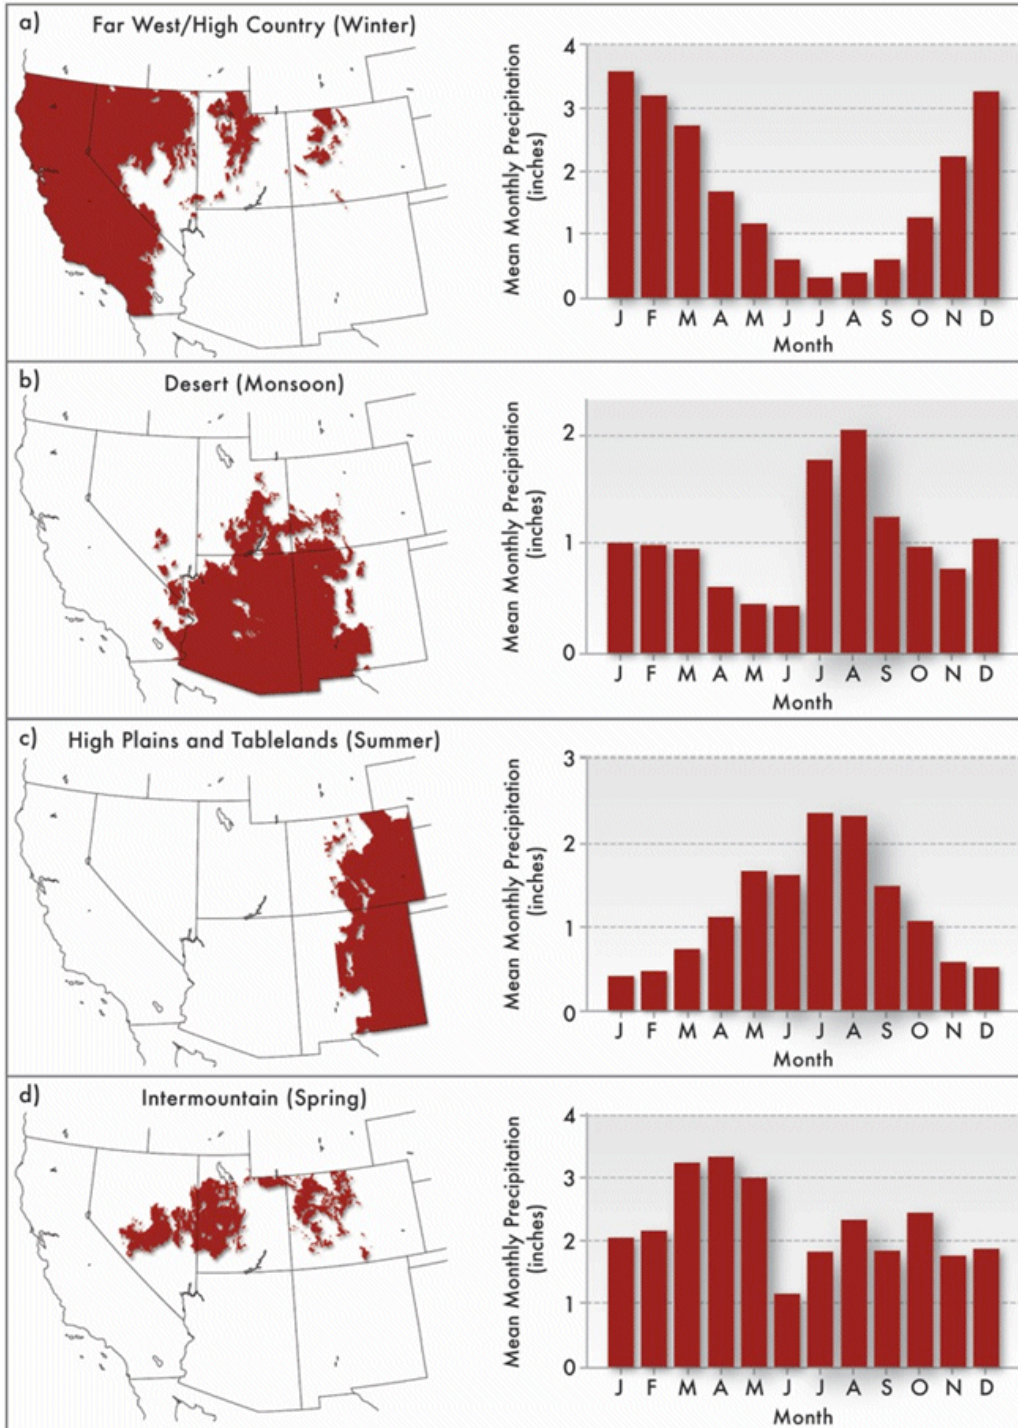 a)
Far West/High Country (Winter)
Mean Monthly Precipitation
(inches)
4
3
2
1
0
J F M A M J J A S O N D
Month
b)
Desert (Monsoon)
Mean Monthly Precipitation
(inches)
2
1
0
J F M A M J J A S O N D
Month
c)
High Plains and Tablelands (Summer)
Mean Monthly Precipitation
(inches)
3
2
1
0
J F M A M J J A S O N D
Month
d)
Intermountain (Spring)
Mean Monthly Precipitation
(inches)
4
3
2
1
0
J F M A M J J A S O N D
Month